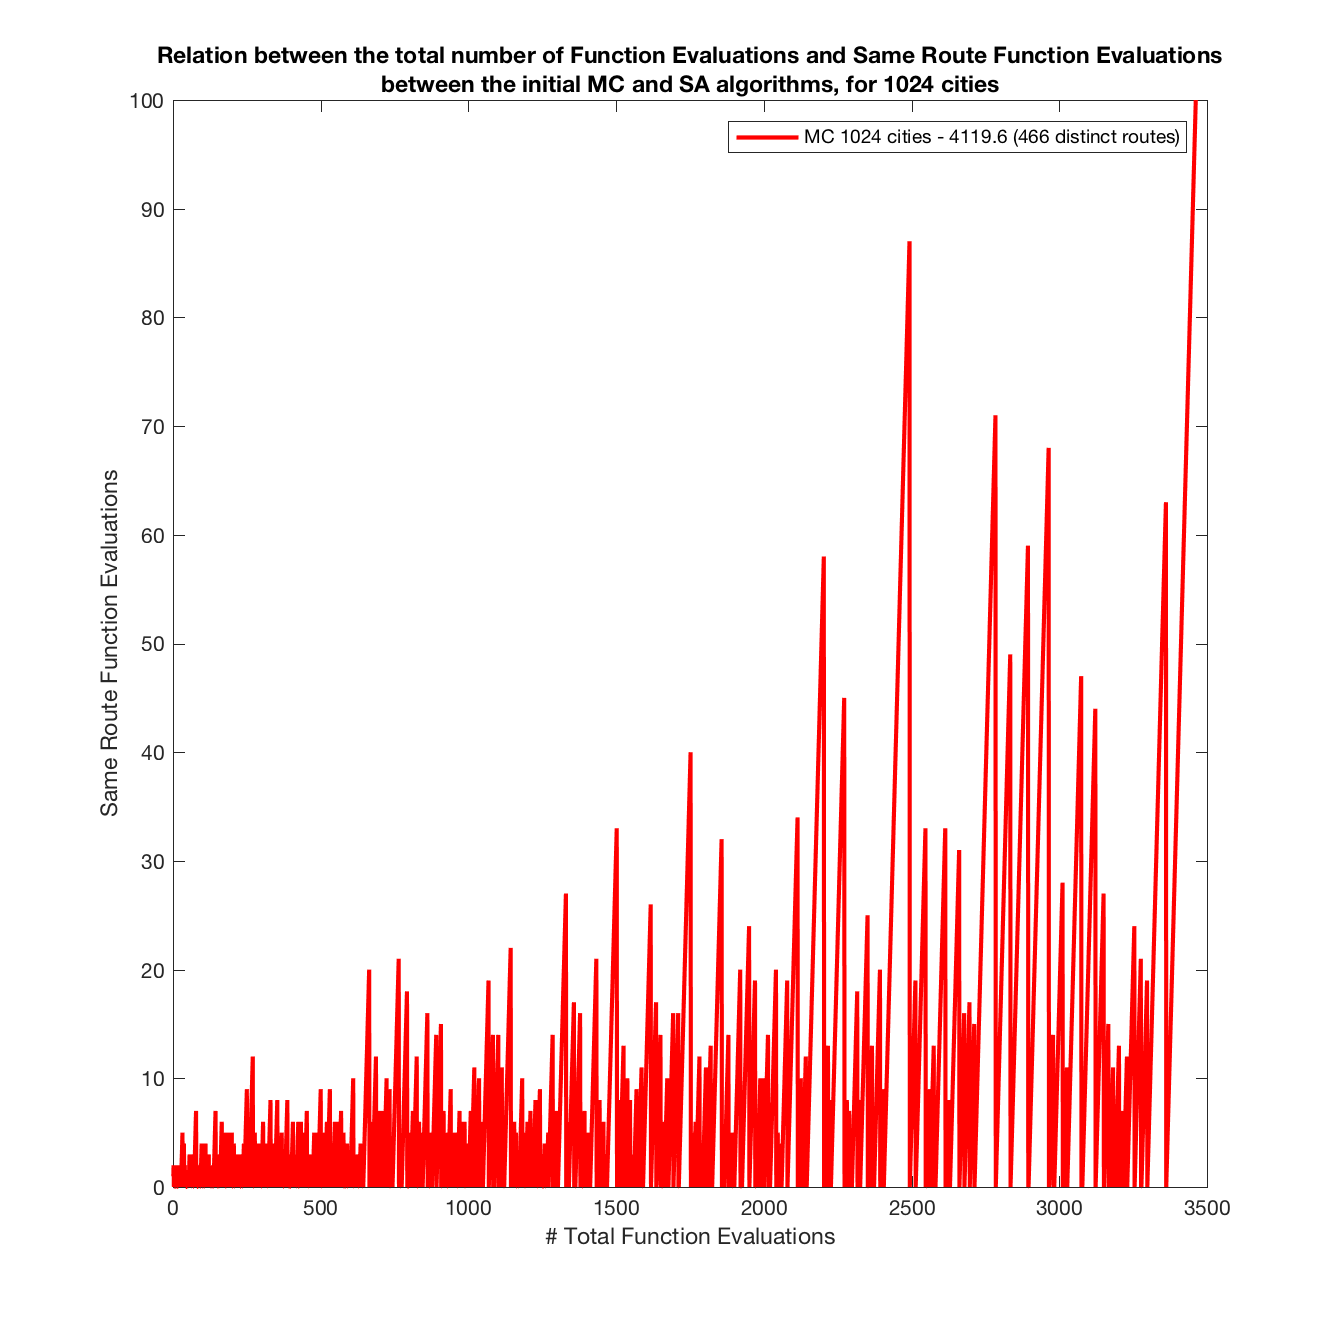 Relation between the total number of Function Evaluations and Same Route Function Evaluations
between the initial MC and SA algorithms, for 1024 cities
MC 1024 cities - 4119.6 (466 distinct routes)
Same Route Function Evaluations
100
90
80
70
60
50
40
30
20
10
0
0 500 1000 1500 2000 2500 3000 3500
# Total Function Evaluations